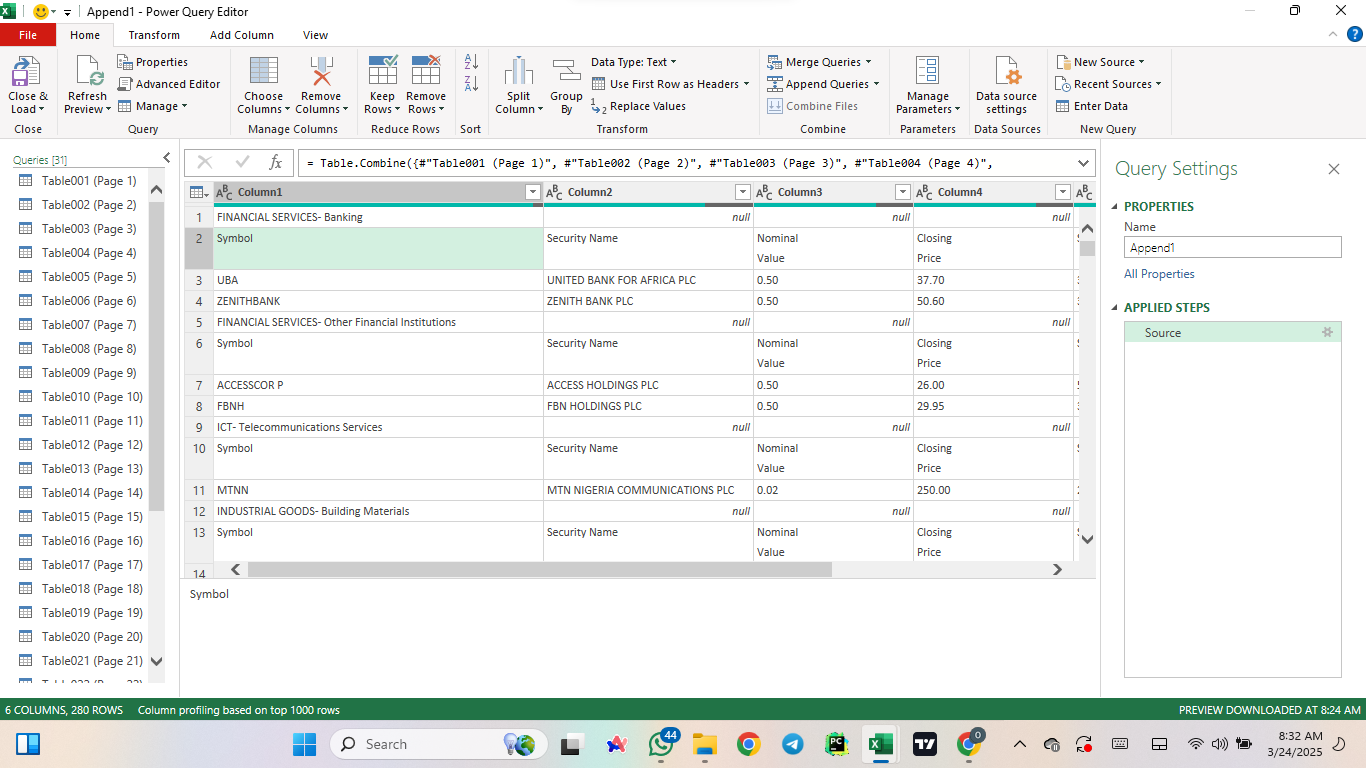 Append1 - Power Query Editor
File Home Transform Add Column View
Close & Load
Close
Refresh Preview
Properties
Advanced Editor
Manage
Query
Choose Columns
Remove Columns
Manage Columns
Keep Rows
Remove Rows
Reduce Rows
Sort
Split Column
Group By
Data Type: Text
Use First Row as Headers
Replace Values
Transform
Merge Queries
Append Queries
Combine Files
Combine
Manage Parameters
Parameters
Data source settings
Data Sources
New Source
Recent Sources
Enter Data
New Query
Queries [31]
Table001 (Page 1)
Table002 (Page 2)
Table003 (Page 3)
Table004 (Page 4)
Table005 (Page 5)
Table006 (Page 6)
Table007 (Page 7)
Table008 (Page 8)
Table009 (Page 9)
Table010 (Page 10)
Table011 (Page 11)
Table012 (Page 12)
Table013 (Page 13)
Table014 (Page 14)
Table015 (Page 15)
Table016 (Page 16)
Table017 (Page 17)
Table018 (Page 18)
Table019 (Page 19)
Table020 (Page 20)
Table021 (Page 21)
fx = Table.Combine({#"Table001 (Page 1)", #"Table002 (Page 2)", #"Table003 (Page 3)", #"Table004 (Page 4)",
ABC Column1 ABC Column2 ABC Column3 ABC Column4 ABC
1 FINANCIAL SERVICES- Banking null null null
2 Symbol Security Name Nominal Value Closing Price
3 UBA UNITED BANK FOR AFRICA PLC 0.50 37.70
4 ZENITHBANK ZENITH BANK PLC 0.50 50.60
5 FINANCIAL SERVICES- Other Financial Institutions null null null
6 Symbol Security Name Nominal Value Closing Price
7 ACCESSCOR P ACCESS HOLDINGS PLC 0.50 26.00
8 FBNH FBN HOLDINGS PLC 0.50 29.95
9 ICT- Telecommunications Services null null null
10 Symbol Security Name Nominal Value Closing Price
11 MTNN MTN NIGERIA COMMUNICATIONS PLC 0.02 250.00
12 INDUSTRIAL GOODS- Building Materials null null null
13 Symbol Security Name Nominal Value Closing Price
14
Symbol
Query Settings
PROPERTIES
Name
Append1
All Properties
APPLIED STEPS
Source
6 COLUMNS, 280 ROWS Column profiling based on top 1000 rows PREVIEW DOWNLOADED AT 8:24 AM
Search
44
0
8:32 AM
3/24/2025